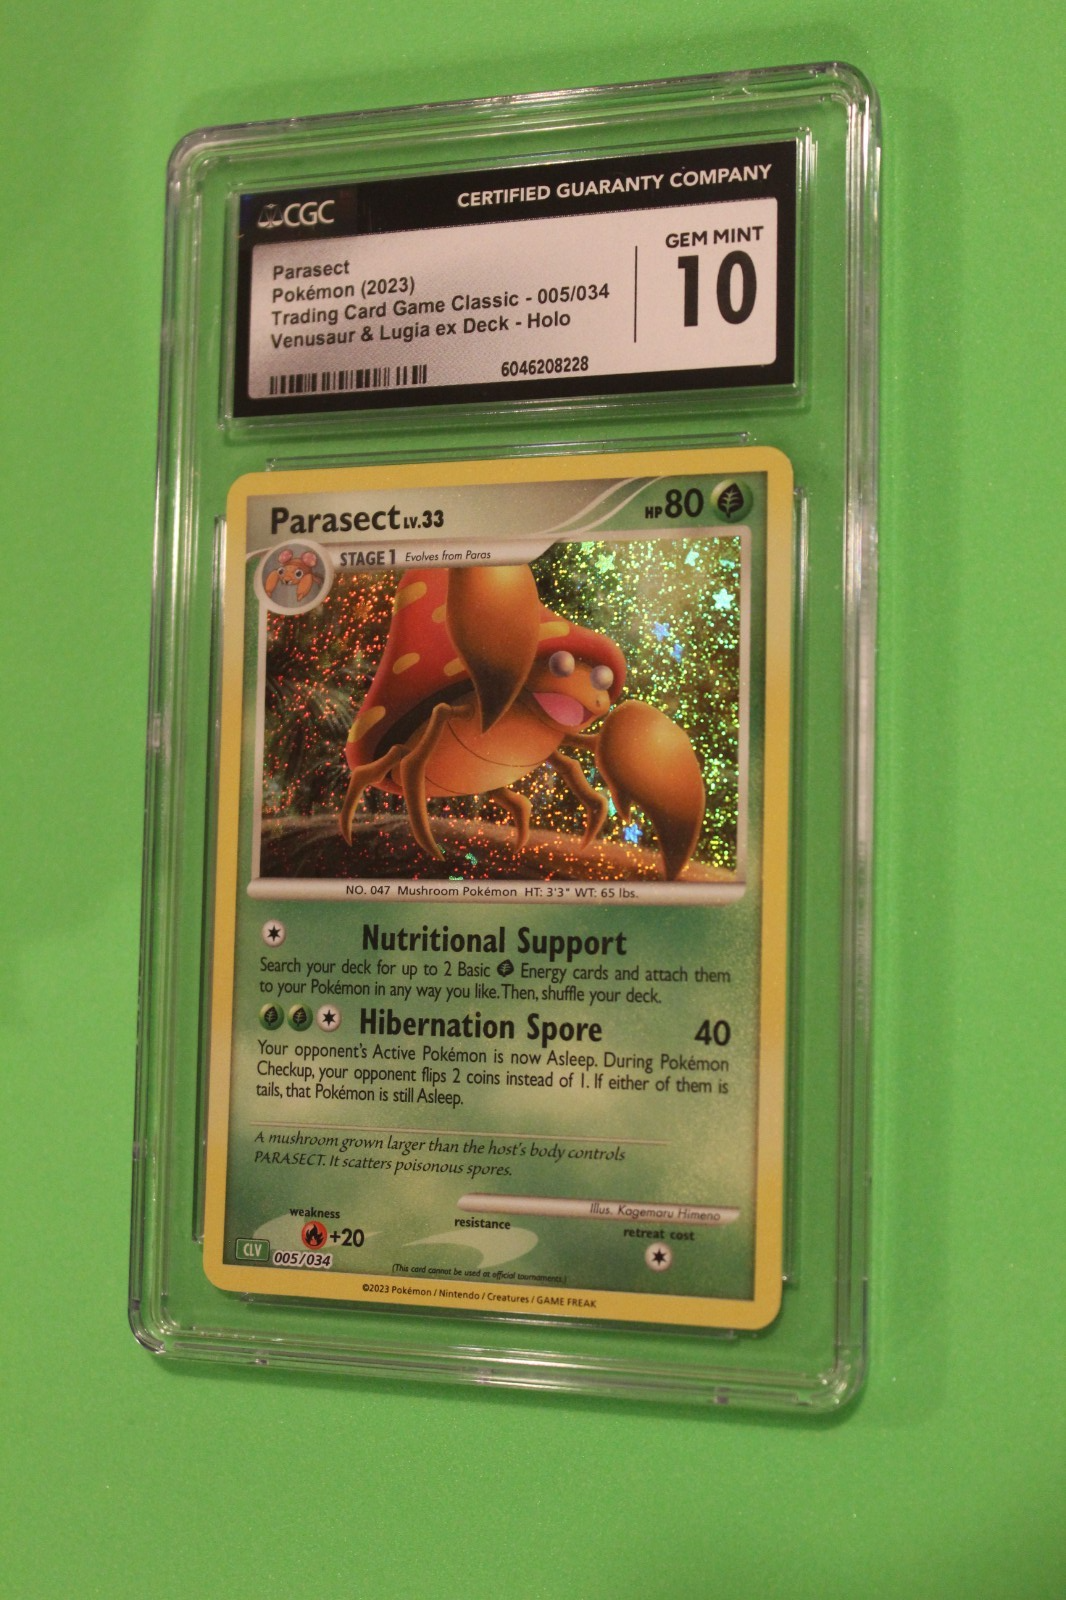 CGC
CERTIFIED GUARANTY COMPANY
Parasect
Pokémon (2023)
Trading Card Game Classic - 005/034
Venusaur & Lugia ex Deck - Holo
6046208228
GEM MINT
10
Parasect LV.33
HP 80
STAGE 1 Evolves from Paras
NO. 047 Mushroom Pokémon HT: 3'3" WT: 65 lbs.
Nutritional Support
Search your deck for up to 2 Basic Energy cards and attach them
to your Pokémon in any way you like. Then, shuffle your deck.
Hibernation Spore 40
Your opponent's Active Pokémon is now Asleep. During Pokémon
Checkup, your opponent flips 2 coins instead of 1. If either of them is
tails, that Pokémon is still Asleep.
A mushroom grown larger than the host's body controls
PARASECT. It scatters poisonous spores.
Illus. Kagemaru Himeno
weakness
+20
resistance
retreat cost
CLV 005/034
(This card cannot be used at official tournaments.)
©2023 Pokémon / Nintendo / Creatures / GAME FREAK